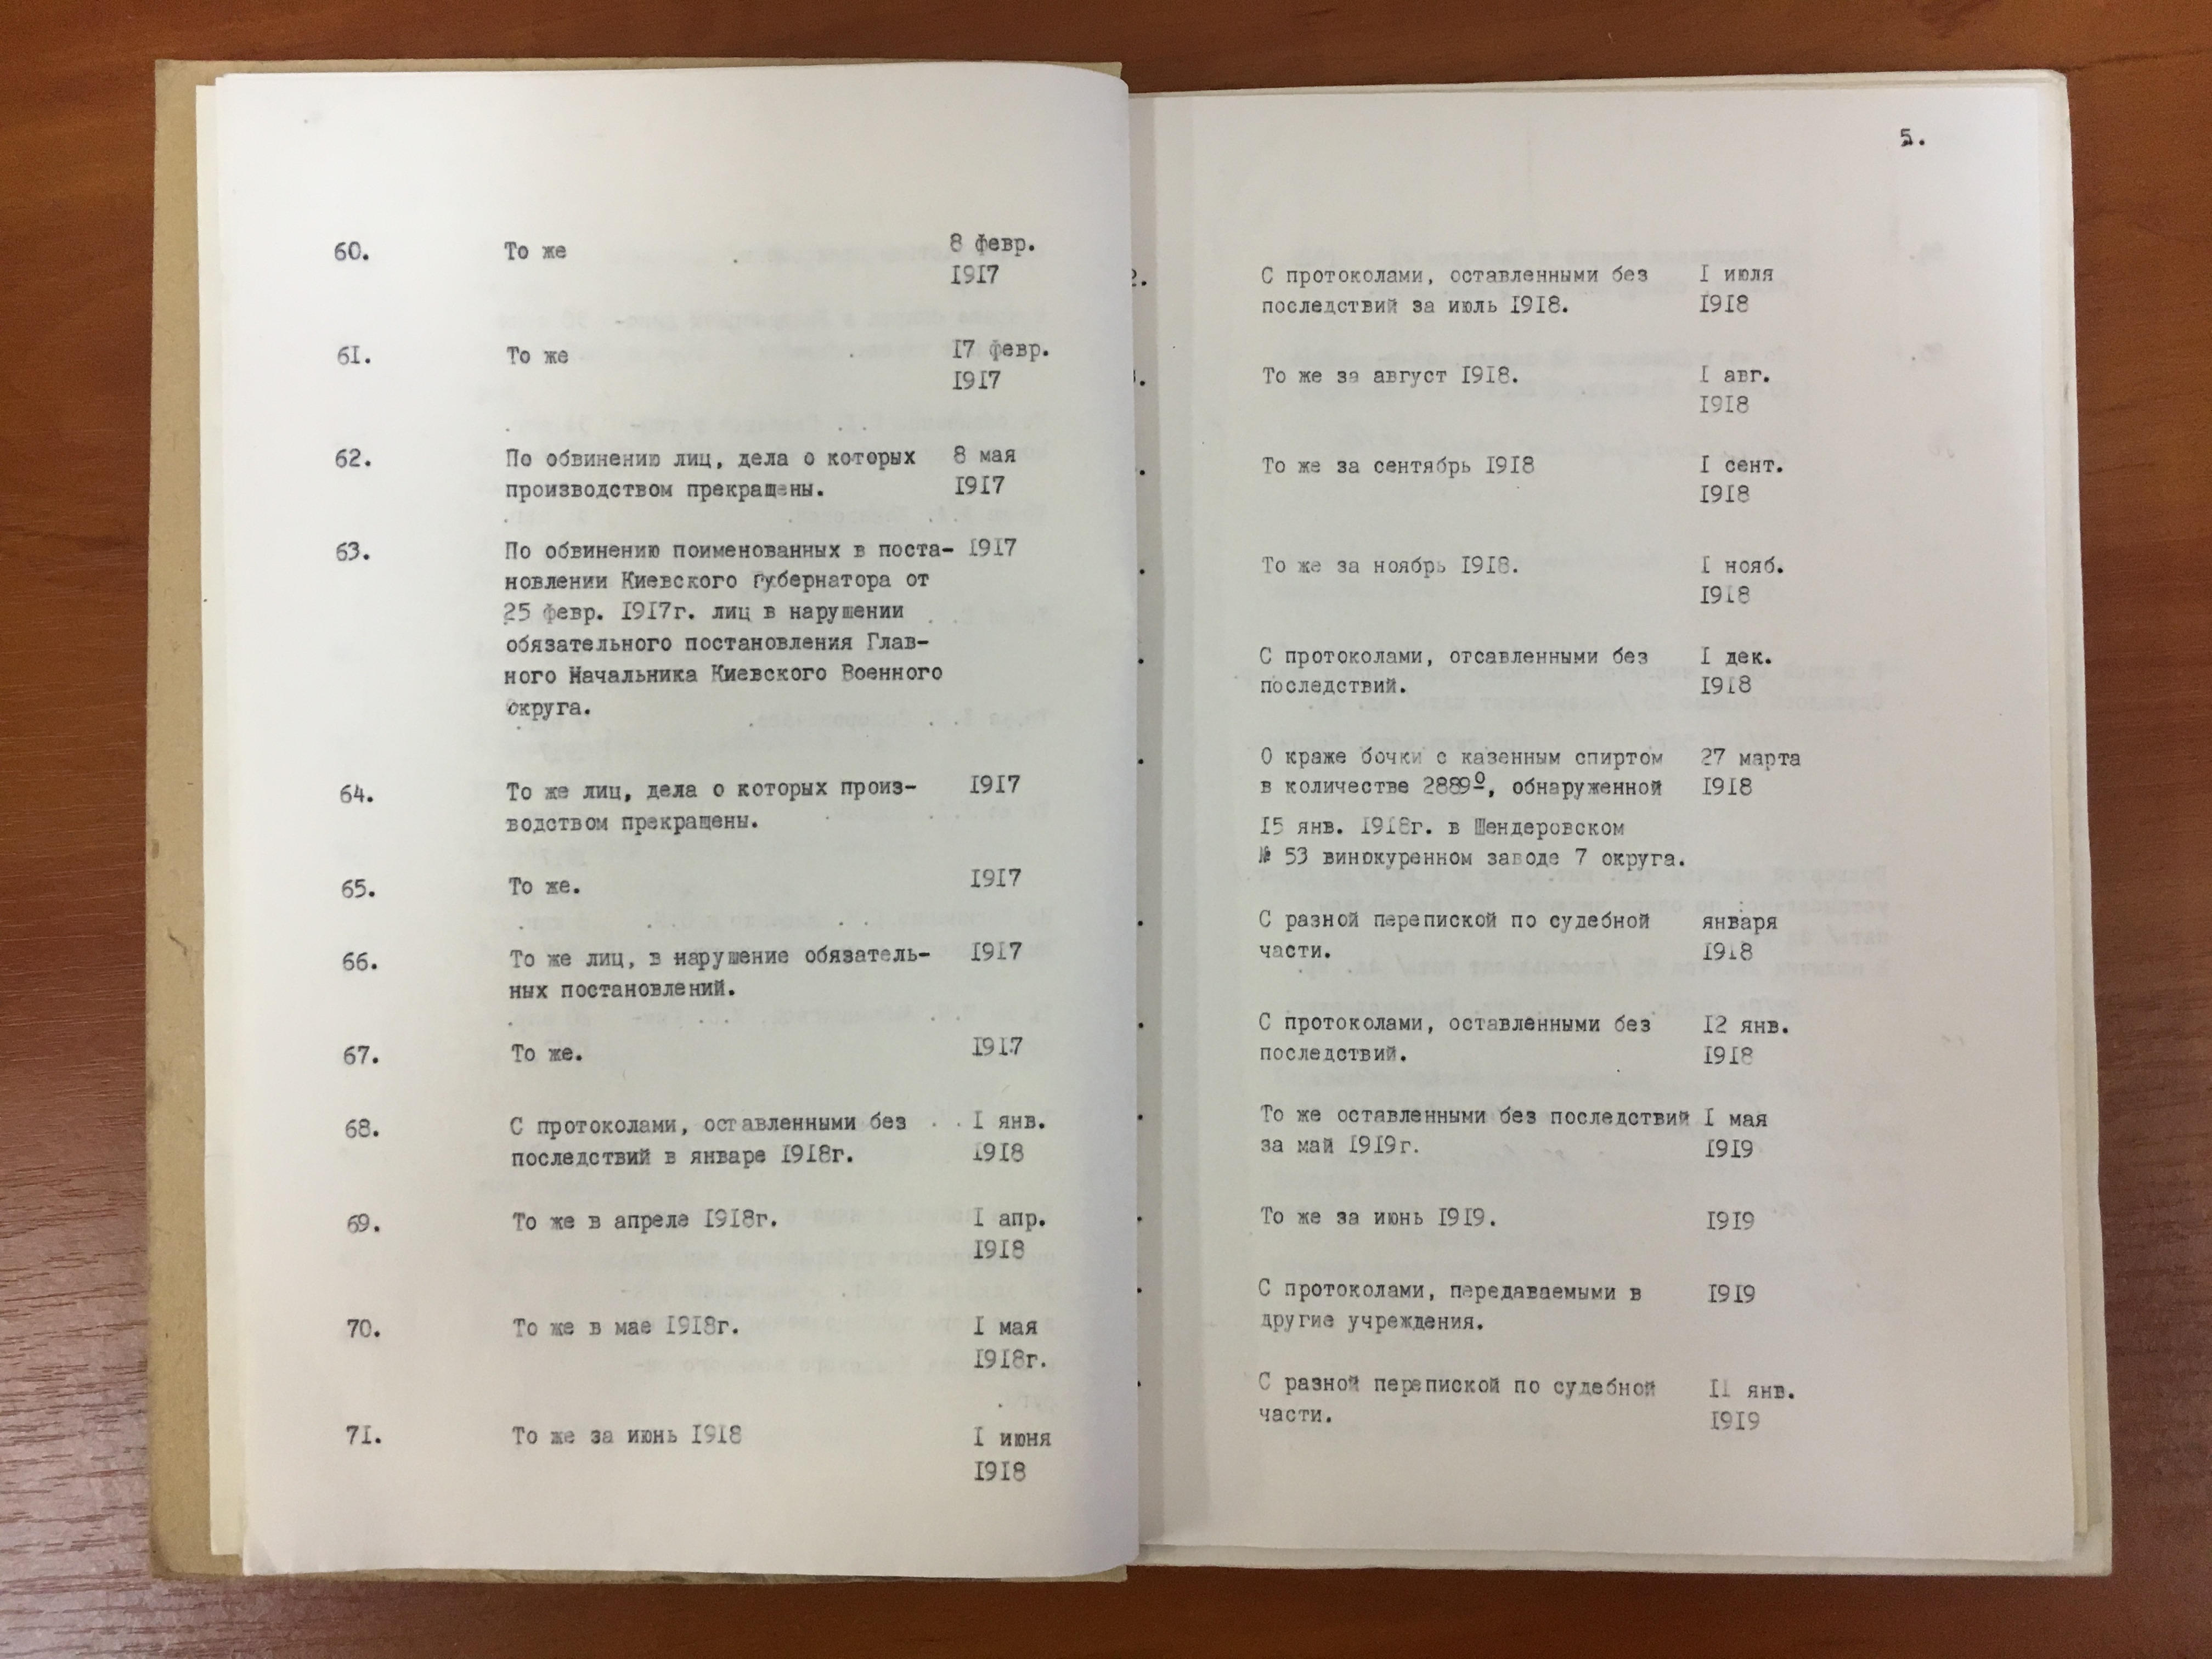 60. То же 8 февр.
1917
61. То же 17 февр.
1917
62. По обвинению лиц, дела о которых 8 мая
производством прекращены. 1917
63. По обвинению поименованных в поста- 1917
новлении Киевского губернатора от
25 февр. 1917г. лиц в нарушении
обязательного постановления Глав-
ного Начальника Киевского Военного
округа.
64. То же лиц, дела о которых произ- 1917
водством прекращены.
65. То же. 1917
66. То же лиц, в нарушение обязатель- 1917
ных постановлений.
67. То же. 1917
68. С протоколами, оставленными без I янв.
последствий в январе 1918г. 1918
69. То же в апреле 1918г. I апр.
1918
70. То же в мае 1918г. I мая
1918г.
71. То же за июнь 1918 I июня
1918
5.
2. С протоколами, оставленными без I июля
последствий за июль 1918. 1918
То же за август 1918. I авг.
1918
То же за сентябрь 1918 I сент.
1918
То же за ноябрь 1918. I нояб.
1918
С протоколами, отсавленными без I дек.
последствий. 1918
О краже бочки с казенным спиртом 27 марта
в количестве 2889º, обнаруженной 1918
15 янв. 1918г. в Шендеровском
№ 53 винокуренном заводе 7 округа.
С разной перепиской по судебной января
части. 1918
С протоколами, оставленными без 12 янв.
последствий. 1918
То же оставленными без последствий I мая
за май 1919г. 1919
То же за июнь 1919. 1919
С протоколами, передаваемыми в 1919
другие учреждения.
С разной перепиской по судебной 11 янв.
части. 1919